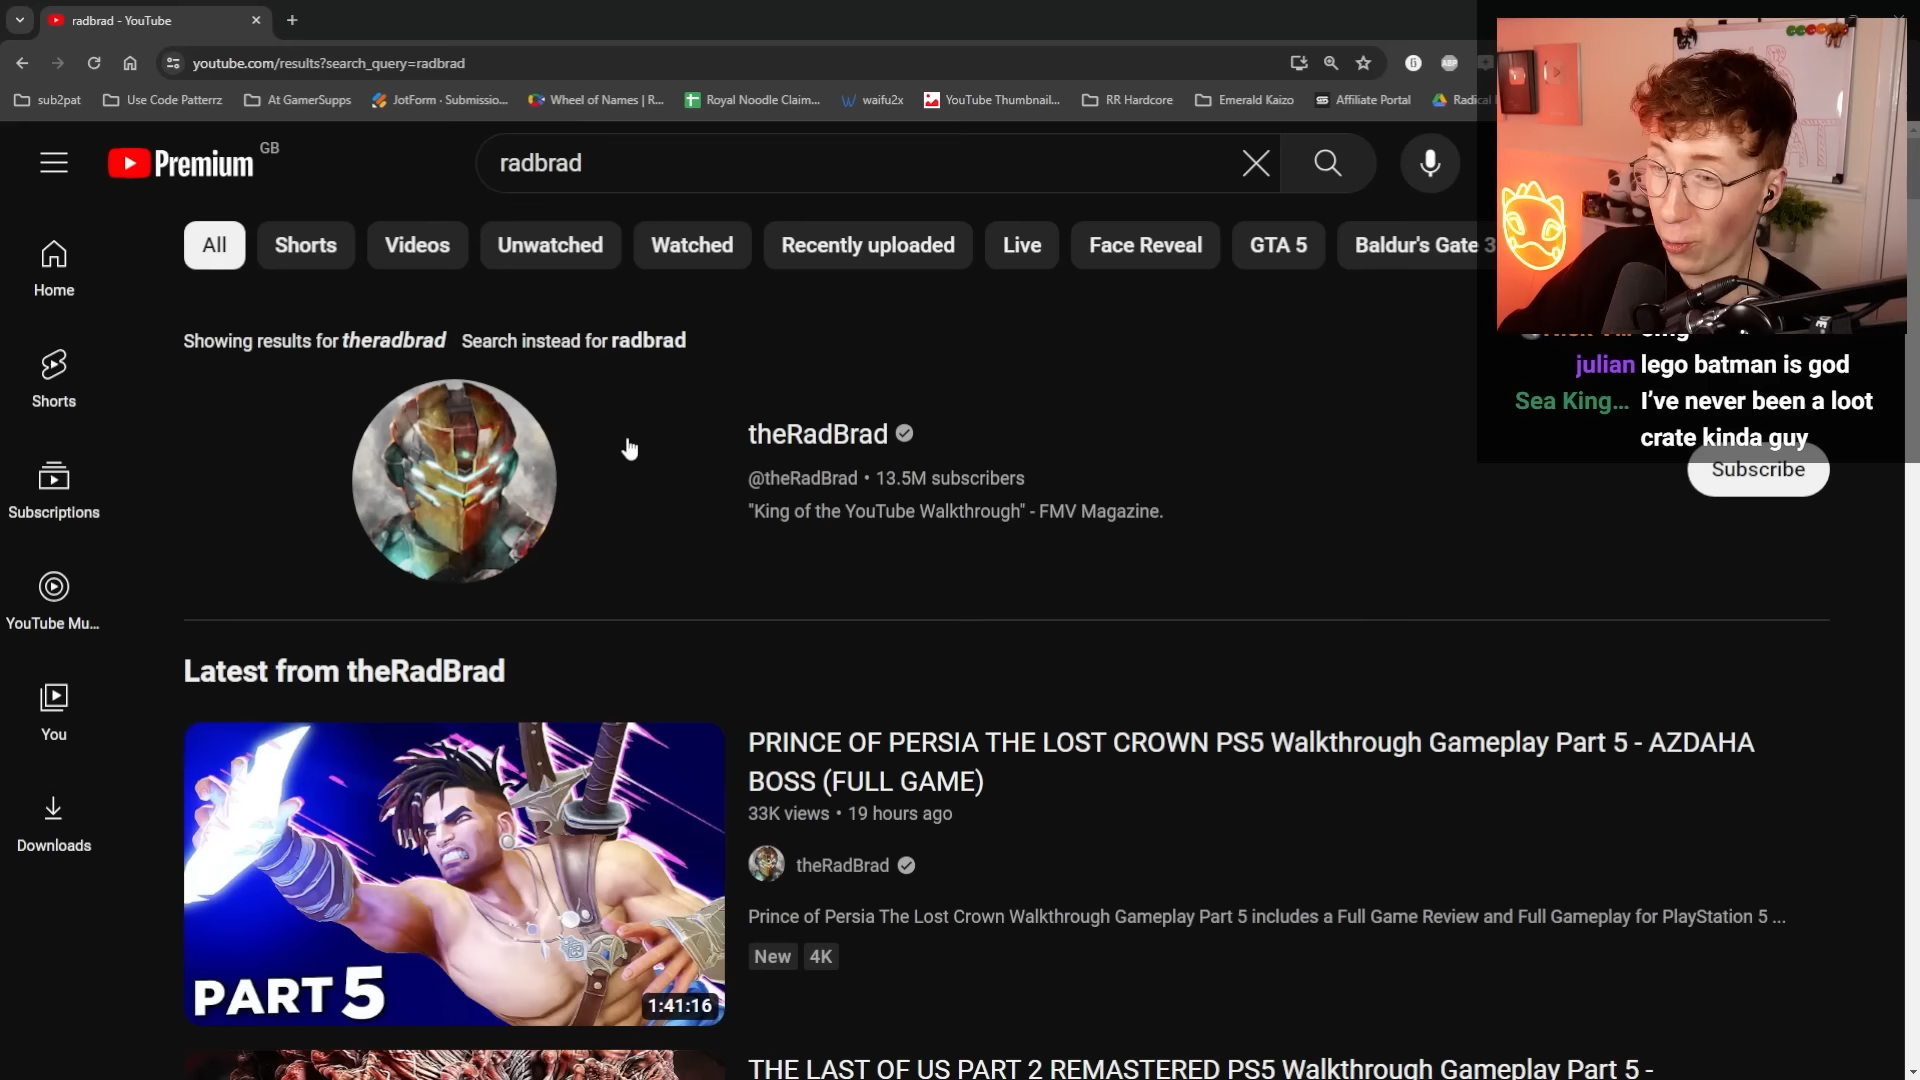 radbrad - YouTube
youtube.com/results?search_query=radbrad
ABP
sub2pat
Use Code Patterrz
At GamerSupps
JotForm · Submissio...
Wheel of Names | R...
Royal Noodle Claim...
waifu2x
YouTube Thumbnail...
RR Hardcore
Emerald Kaizo
Affiliate Portal
Premium
GB
radbrad
All
Shorts
Videos
Unwatched
Watched
Recently uploaded
Live
Face Reveal
GTA 5
Baldur's Gate 3
Home
Shorts
Subscriptions
YouTube Mu...
You
Downloads
Showing results for theradbrad Search instead for radbrad
julian lego batman is god
Sea King... I've never been a loot
crate kinda guy
theRadBrad
@theRadBrad • 13.5M subscribers
"King of the YouTube Walkthrough" - FMV Magazine.
Subscribe
Latest from theRadBrad
PART 5
1:41:16
PRINCE OF PERSIA THE LOST CROWN PS5 Walkthrough Gameplay Part 5 - AZDAHA
BOSS (FULL GAME)
33K views • 19 hours ago
theRadBrad
Prince of Persia The Lost Crown Walkthrough Gameplay Part 5 includes a Full Game Review and Full Gameplay for PlayStation 5 ...
New
4K
THE LAST OF US PART 2 REMASTERED PS5 Walkthrough Gameplay Part 5 -